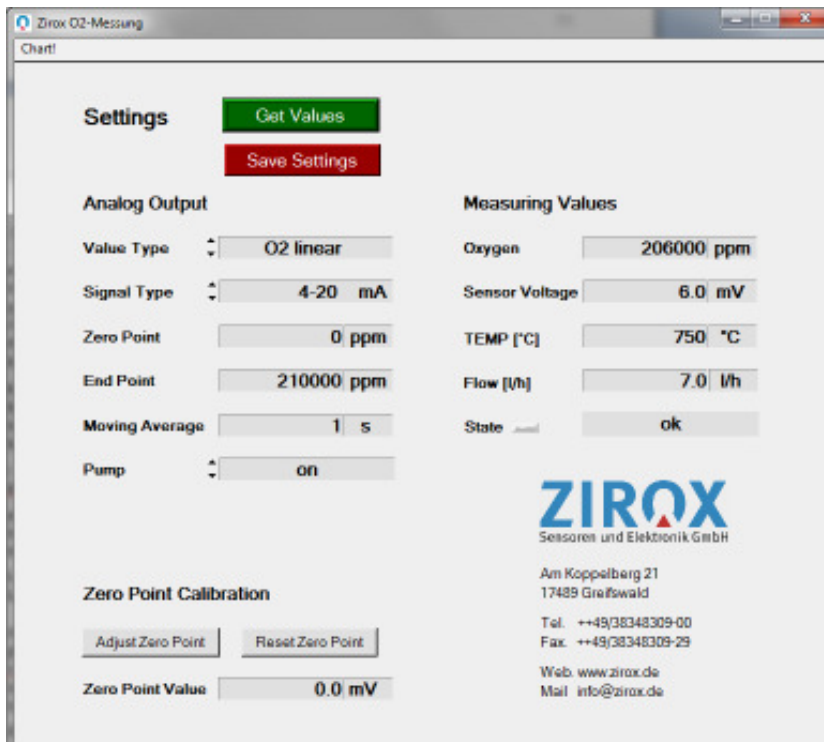 Zirox O2-Messung
Chart!
Settings
Get Values
Save Settings
Analog Output
Value Type O2 linear
Signal Type 4-20 mA
Zero Point 0 ppm
End Point 210000 ppm
Moving Average 1 s
Pump on
Measuring Values
Oxygen 206000 ppm
Sensor Voltage 6.0 mV
TEMP [°C] 750 °C
Flow [l/h] 7.0 l/h
State ok
ZIROX
Sensoren und Elektronik GmbH
Am Koppelberg 21
17489 Greifswald
Tel. ++49/38348309-00
Fax. ++49/38348309-29
Web. www.zirox.de
Mail info@zirox.de
Zero Point Calibration
Adjust Zero Point Reset Zero Point
Zero Point Value 0.0 mV